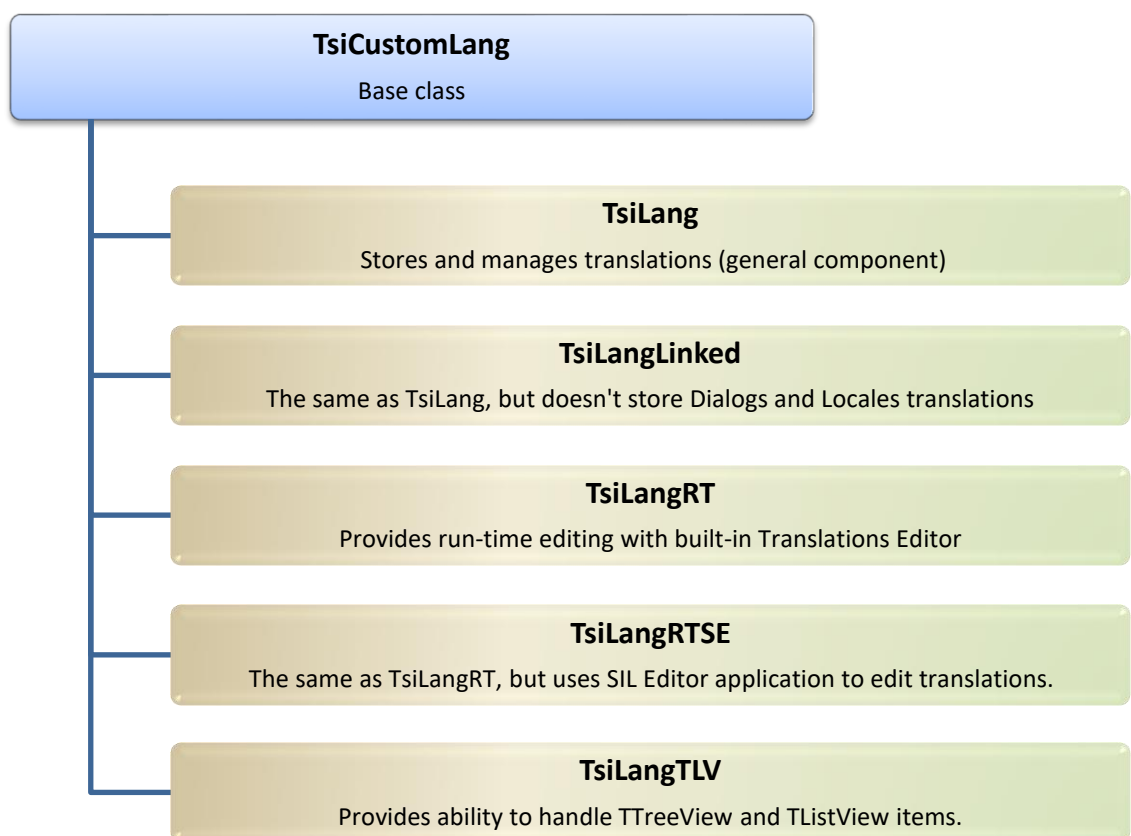 TsiCustomLang
Base class
TsiLang
Stores and manages translations (general component)
TsiLangLinked
The same as TsiLang, but doesn't store Dialogs and Locales translations
TsiLangRT
Provides run-time editing with built-in Translations Editor
TsiLangRTSE
The same as TsiLangRT, but uses SIL Editor application to edit translations.
TsiLangTLV
Provides ability to handle TTreeView and TListView items.